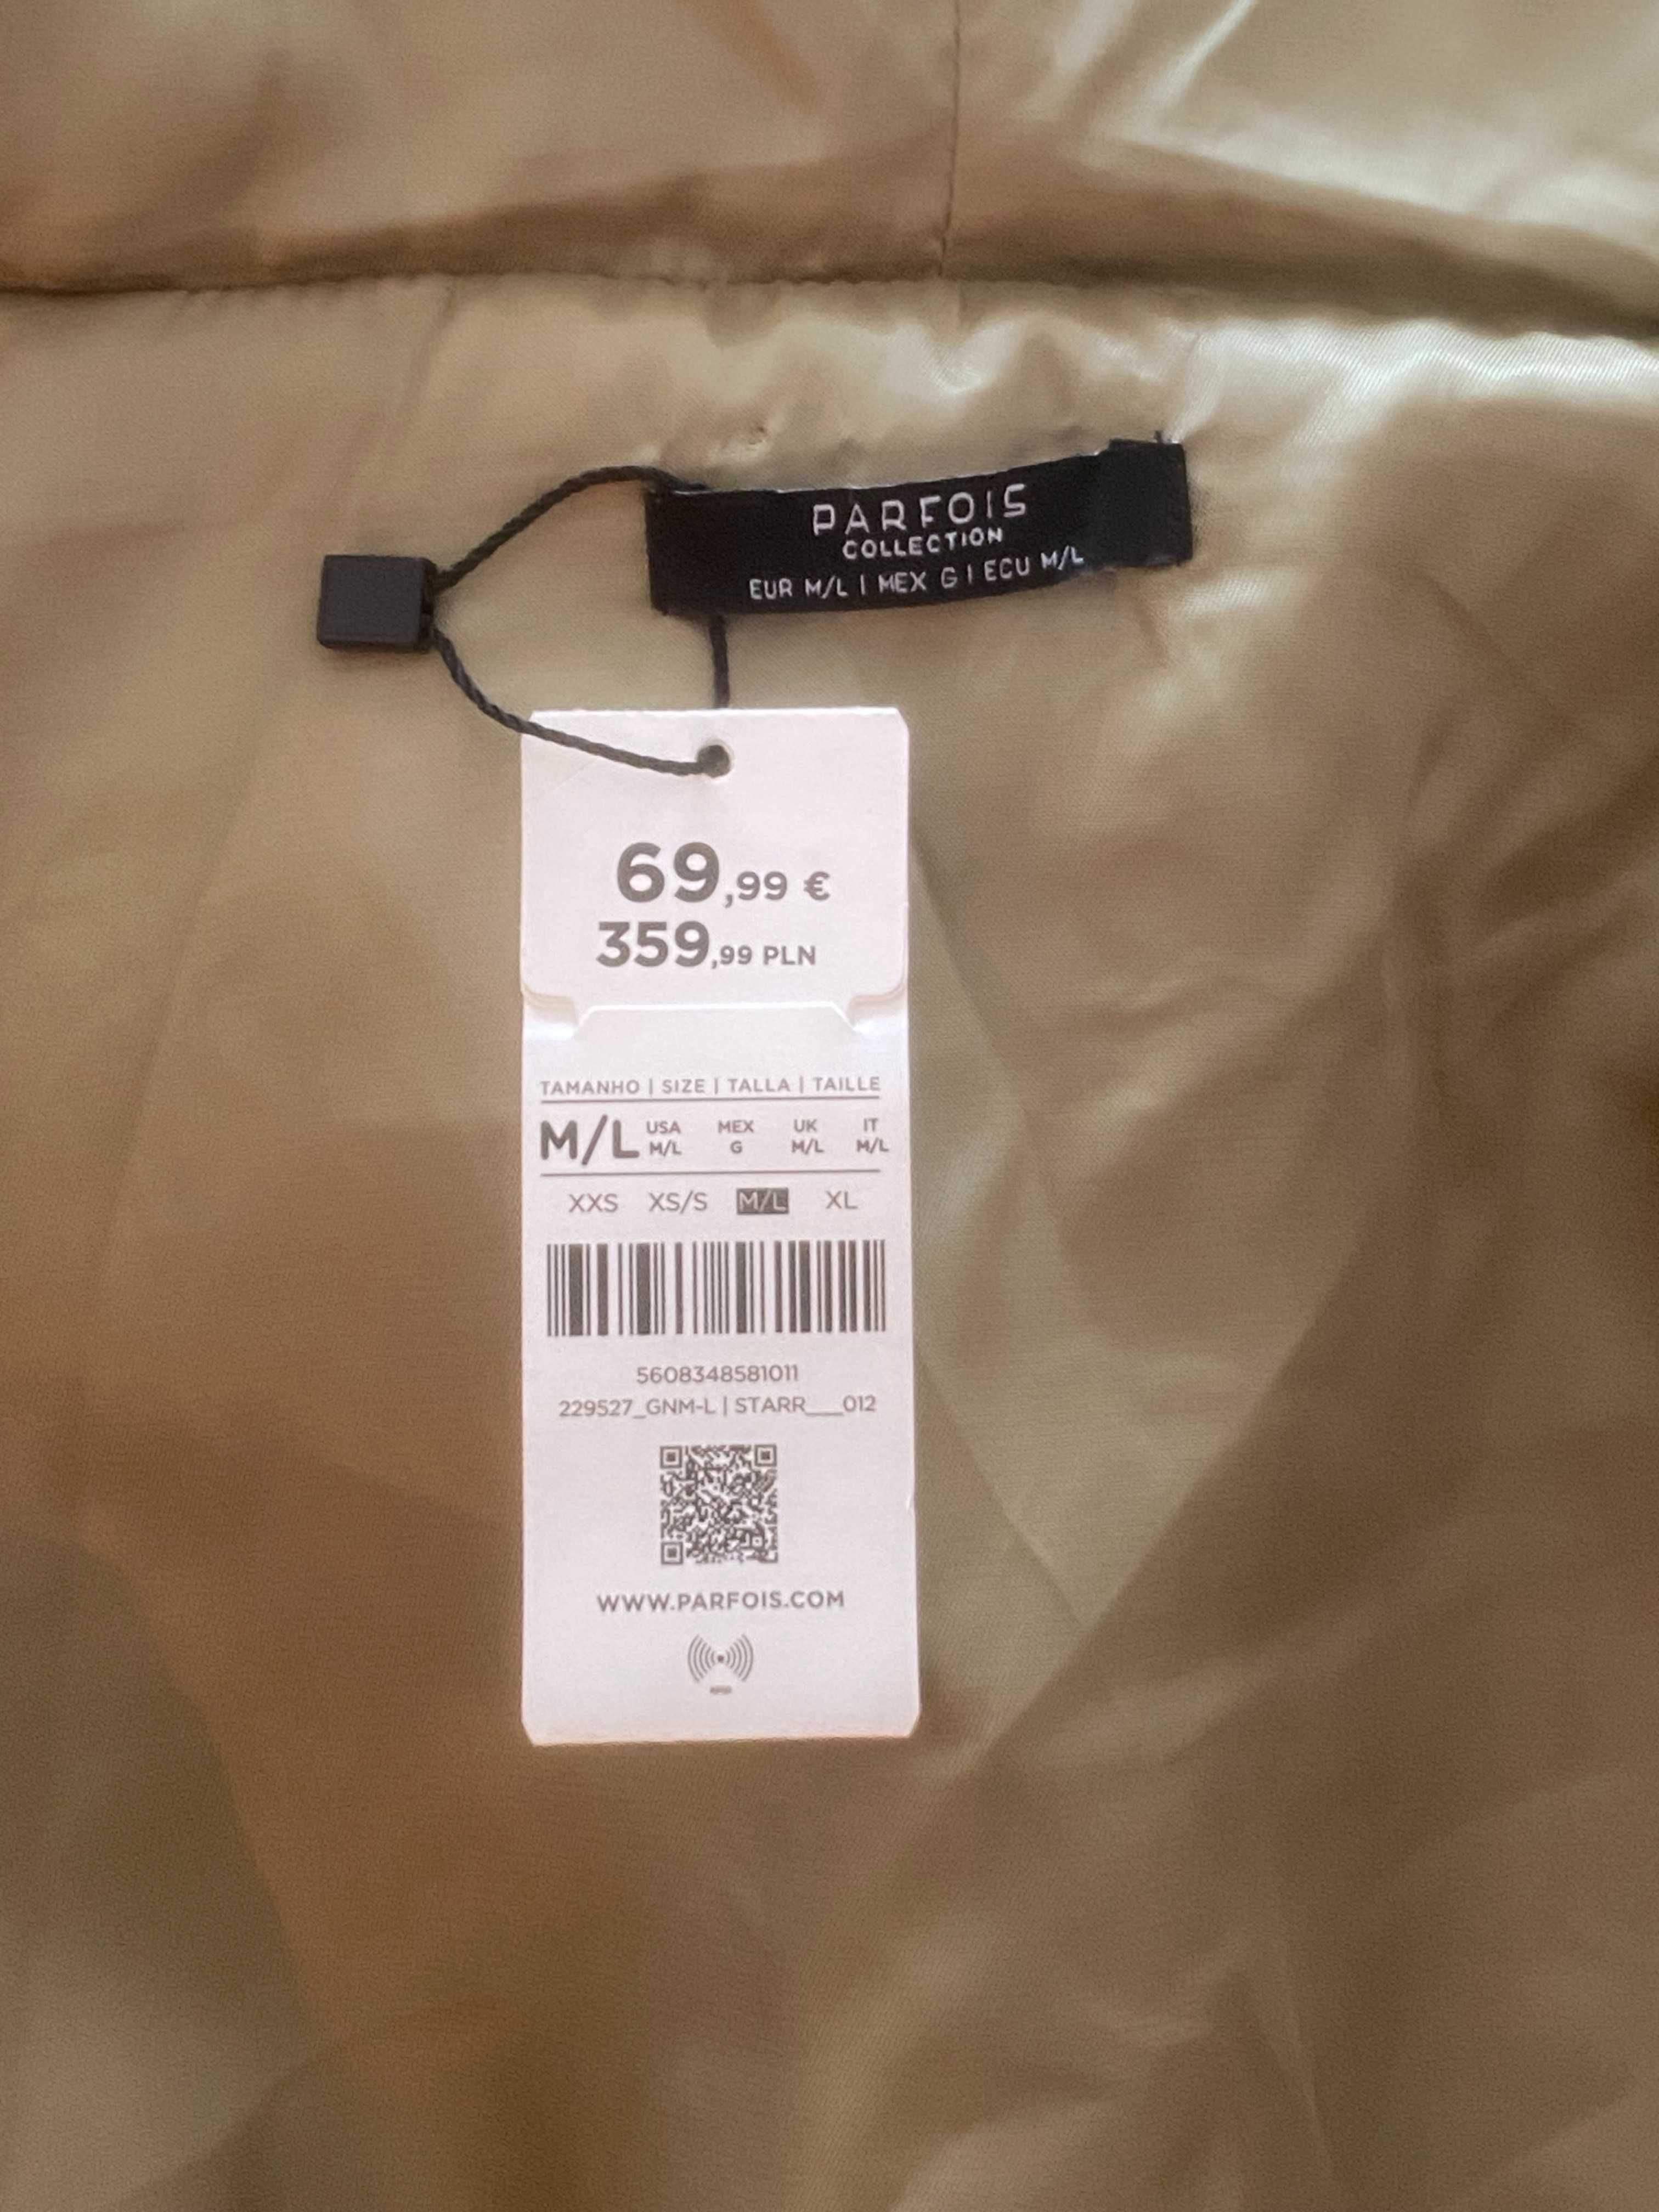 PARFOIS
COLLECTION
EUR M/L | MEX G | ECU M/L
69,99 €
359,99 PLN
TAMANHO | SIZE | TALLA | TAILLE
M/L USA M/L MEX G UK M/L IT M/L
XXS XS/S M/L XL
5608348581011
229527_GNM-L | STARR___012
WWW.PARFOIS.COM